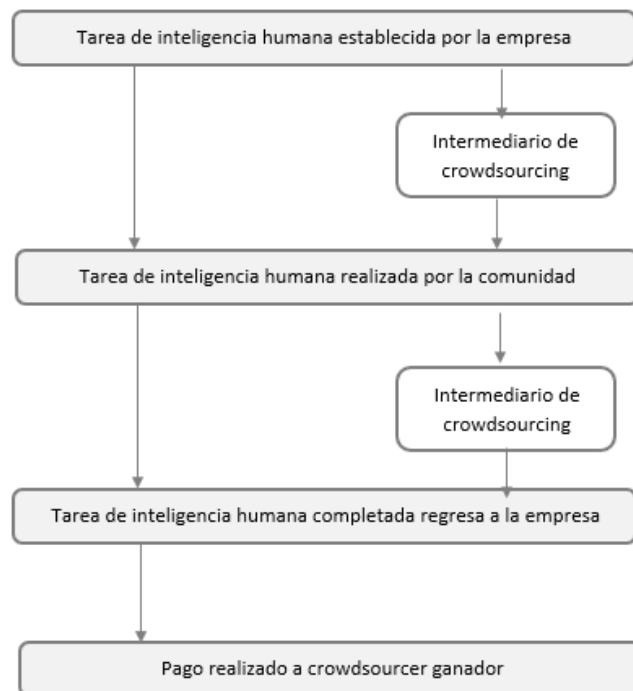 Tarea de inteligencia humana establecida por la empresa
Intermediario de
crowdsourcing
Tarea de inteligencia humana realizada por la comunidad
Intermediario de
crowdsourcing
Tarea de inteligencia humana completada regresa a la empresa
Pago realizado a crowdsourcer ganador